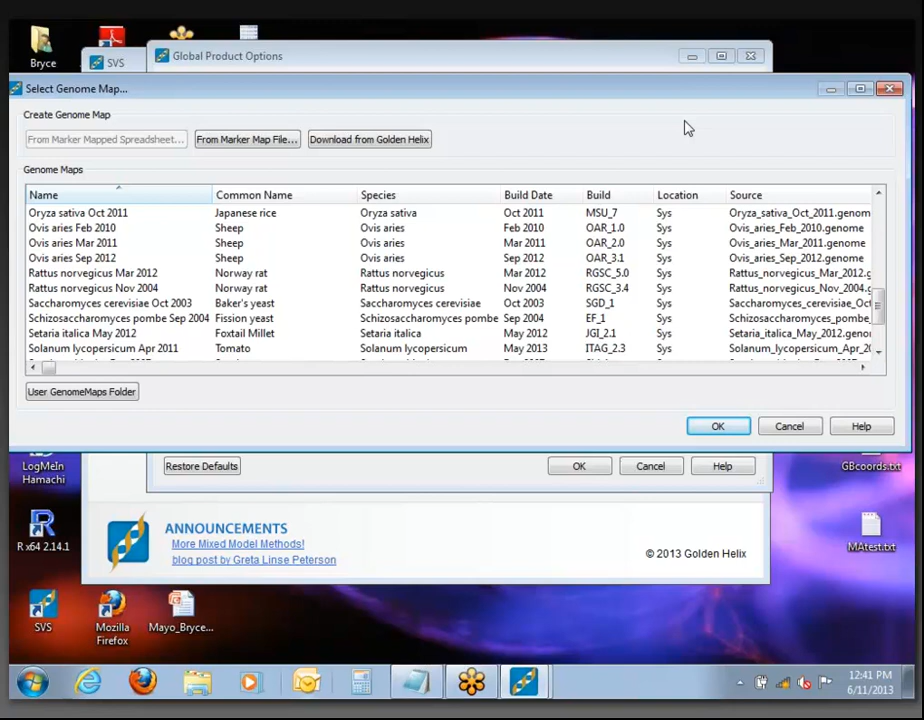 Bryce
SVS
Global Product Options
Select Genome Map...
Create Genome Map
From Marker Mapped Spreadsheet... From Marker Map File... Download from Golden Helix
Genome Maps
Name Common Name Species Build Date Build Location Source
Oryza sativa Oct 2011 Japanese rice Oryza sativa Oct 2011 MSU_7 Sys Oryza_sativa_Oct_2011.genom
Ovis aries Feb 2010 Sheep Ovis aries Feb 2010 OAR_1.0 Sys Ovis_aries_Feb_2010.genome
Ovis aries Mar 2011 Sheep Ovis aries Mar 2011 OAR_2.0 Sys Ovis_aries_Mar_2011.genome
Ovis aries Sep 2012 Sheep Ovis aries Sep 2012 OAR_3.1 Sys Ovis_aries_Sep_2012.genome
Rattus norvegicus Mar 2012 Norway rat Rattus norvegicus Mar 2012 RGSC_5.0 Sys Rattus_norvegicus_Mar_2012.g
Rattus norvegicus Nov 2004 Norway rat Rattus norvegicus Nov 2004 RGSC_3.4 Sys Rattus_norvegicus_Nov_2004.g
Saccharomyces cerevisiae Oct 2003 Baker's yeast Saccharomyces cerevisiae Oct 2003 SGD_1 Sys Saccharomyces_cerevisiae_Oct
Schizosaccharomyces pombe Sep 2004 Fission yeast Schizosaccharomyces pombe Sep 2004 EF_1 Sys Schizosaccharomyces_pombe_
Setaria italica May 2012 Foxtail Millet Setaria italica May 2012 JGI_2.1 Sys Setaria_italica_May_2012.geno
Solanum lycopersicum Apr 2011 Tomato Solanum lycopersicum May 2013 ITAG_2.3 Sys Solanum_lycopersicum_Apr_20
User GenomeMaps Folder
OK Cancel Help
Restore Defaults OK Cancel Help
LogMeIn
Hamachi
GBcoords.txt
ANNOUNCEMENTS
More Mixed Model Methods!
blog post by Greta Linse Peterson
© 2013 Golden Helix
R x64 2.14.1
MAtest.txt
SVS
Mozilla
Firefox
Mayo_Bryce...
12:41 PM
6/11/2013